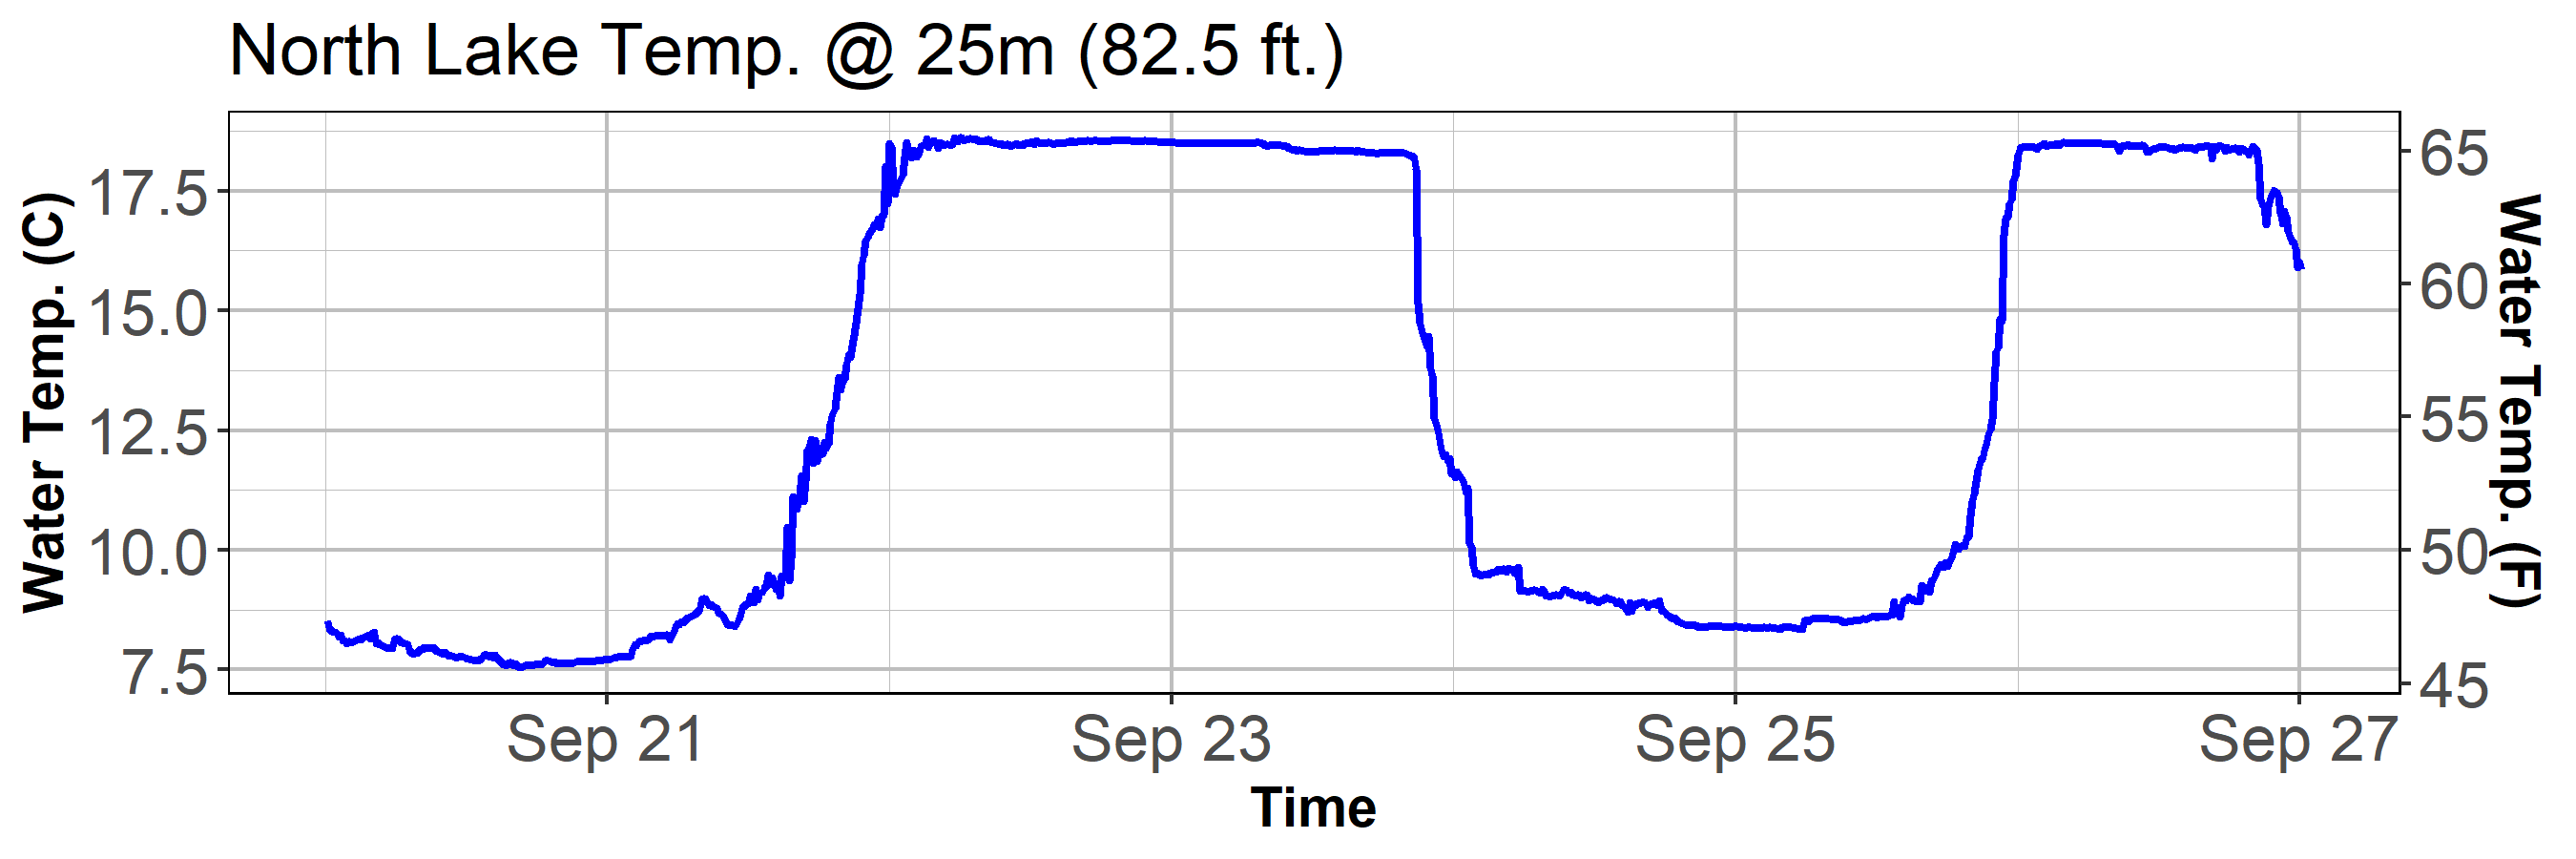 North Lake Temp. @ 25m (82.5 ft.)
Water Temp. (C)
17.5
15.0
12.5
10.0
7.5
65
60
55
50
45
Water Temp. (F)
Sep 21 Sep 23 Sep 25 Sep 27
Time